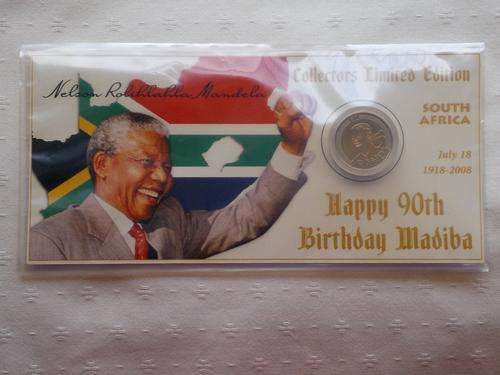 Nelson Rolihlahla Mandela
Collectors Limited Edition
SOUTH
AFRICA
July 18
1918-2008
Happy 90th
Birthday Madiba